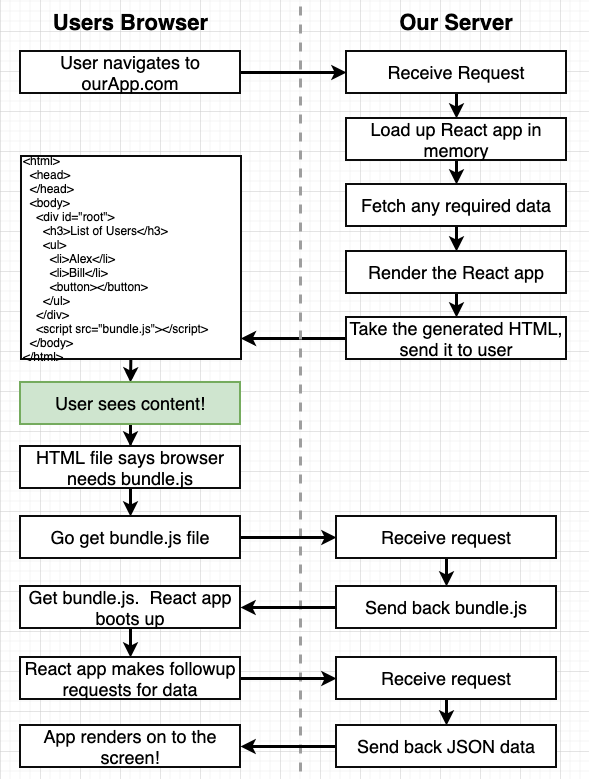 Users Browser
Our Server
User navigates to
ourApp.com
Receive Request
Load up React app in
memory
Fetch any required data
Render the React app
Take the generated HTML,
send it to user
<html>
<head>
</head>
<body>
<div id="root">
<h3>List of Users</h3>
<ul>
<li>Alex</li>
<li>Bill</li>
<button></button>
</ul>
</div>
<script src="bundle.js"></script>
</body>
</html>
User sees content!
HTML file says browser
needs bundle.js
Go get bundle.js file
Receive request
Send back bundle.js
Get bundle.js.  React app
boots up
React app makes followup
requests for data
Receive request
Send back JSON data
App renders on to the
screen!